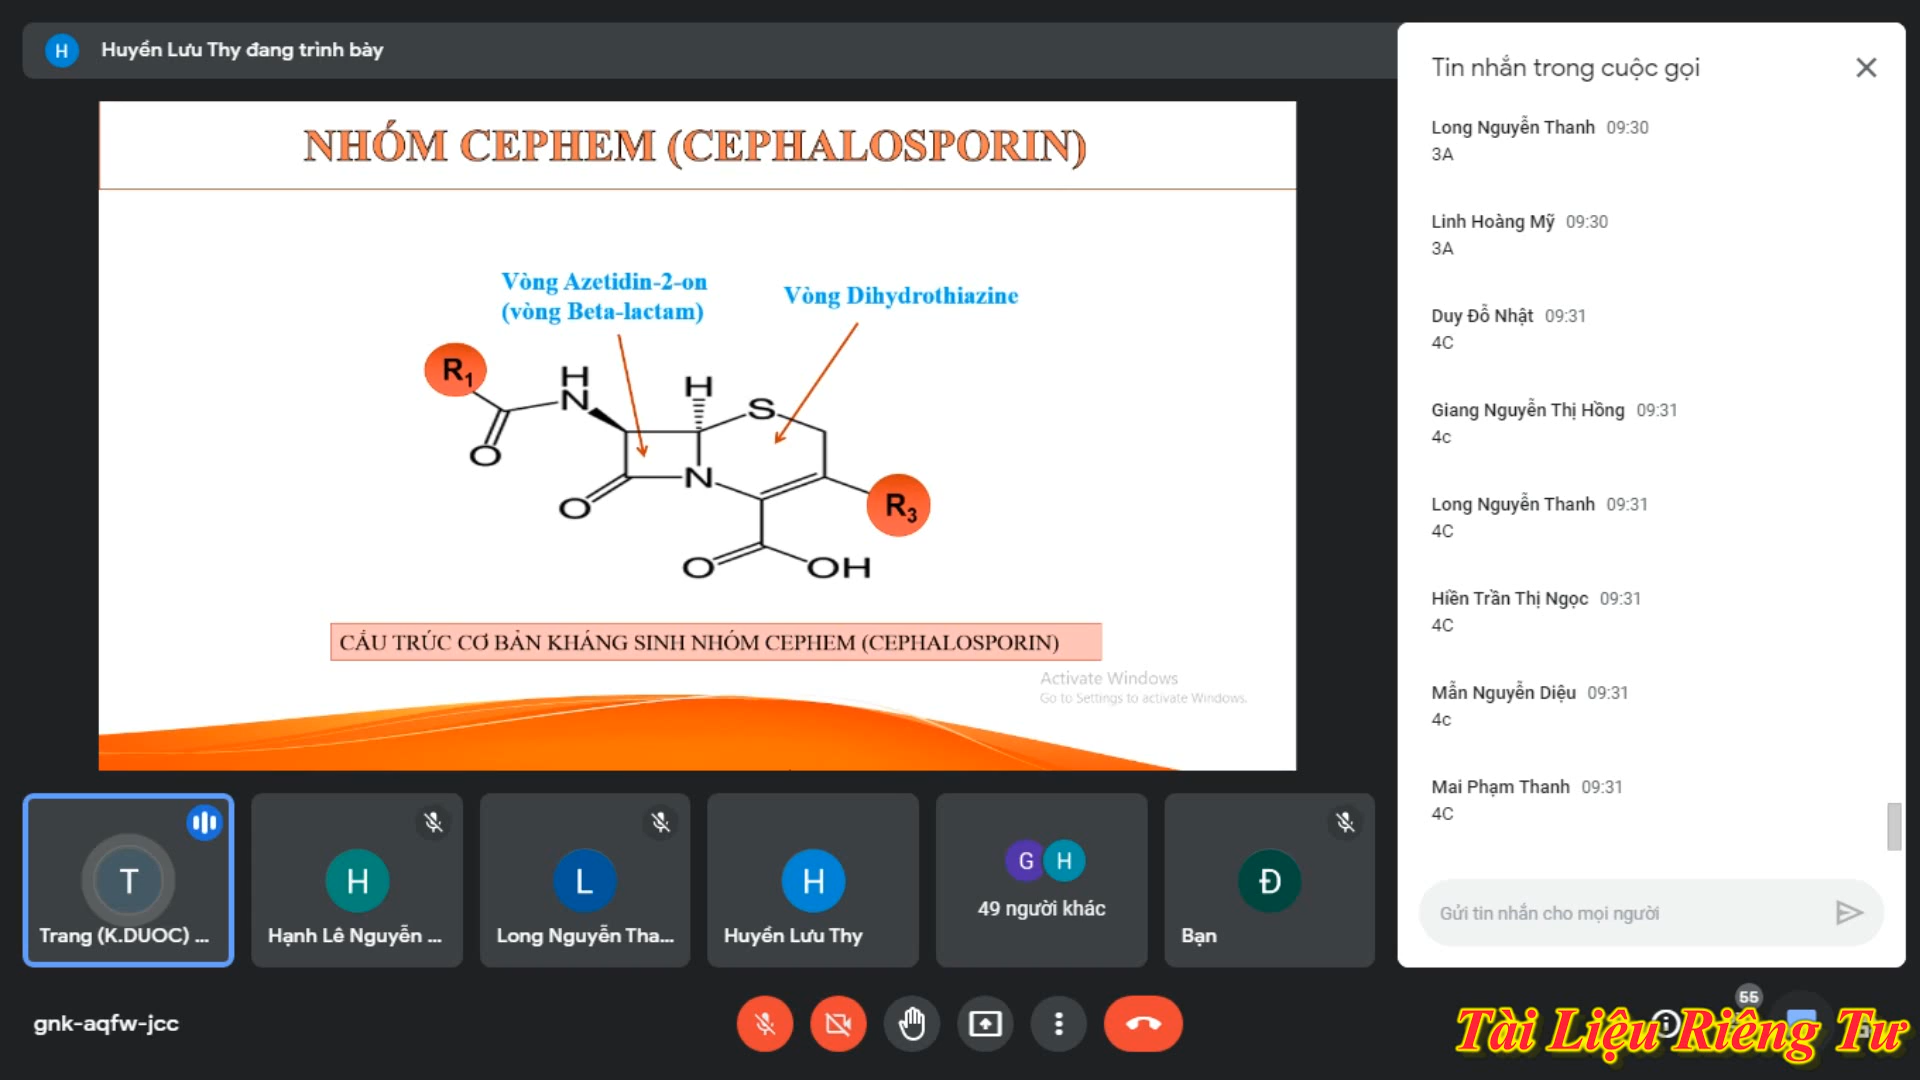 H
Huyền Lưu Thy đang trình bày
NHÓM CEPHEM (CEPHALOSPORIN)
Vòng Azetidin-2-on
(vòng Beta-lactam)
Vòng Dihydrothiazine
R1
H
N
H
S
O
O
N
R3
O
OH
CẤU TRÚC CƠ BẢN KHÁNG SINH NHÓM CEPHEM (CEPHALOSPORIN)
Activate Windows
Go to Settings to activate Windows.
T
Trang (K.DUOC) ...
H
Hạnh Lê Nguyễn ...
L
Long Nguyễn Tha...
H
Huyền Lưu Thy
G H
49 người khác
Đ
Bạn
gnk-aqfw-jcc
Tin nhắn trong cuộc gọi
Long Nguyễn Thanh 09:30
3A
Linh Hoàng Mỹ 09:30
3A
Duy Đỗ Nhật 09:31
4C
Giang Nguyễn Thị Hồng 09:31
4c
Long Nguyễn Thanh 09:31
4C
Hiền Trần Thị Ngọc 09:31
4C
Mẫn Nguyễn Diệu 09:31
4c
Mai Phạm Thanh 09:31
4C
Gửi tin nhắn cho mọi người
55
Tài Liệu Riêng Tư